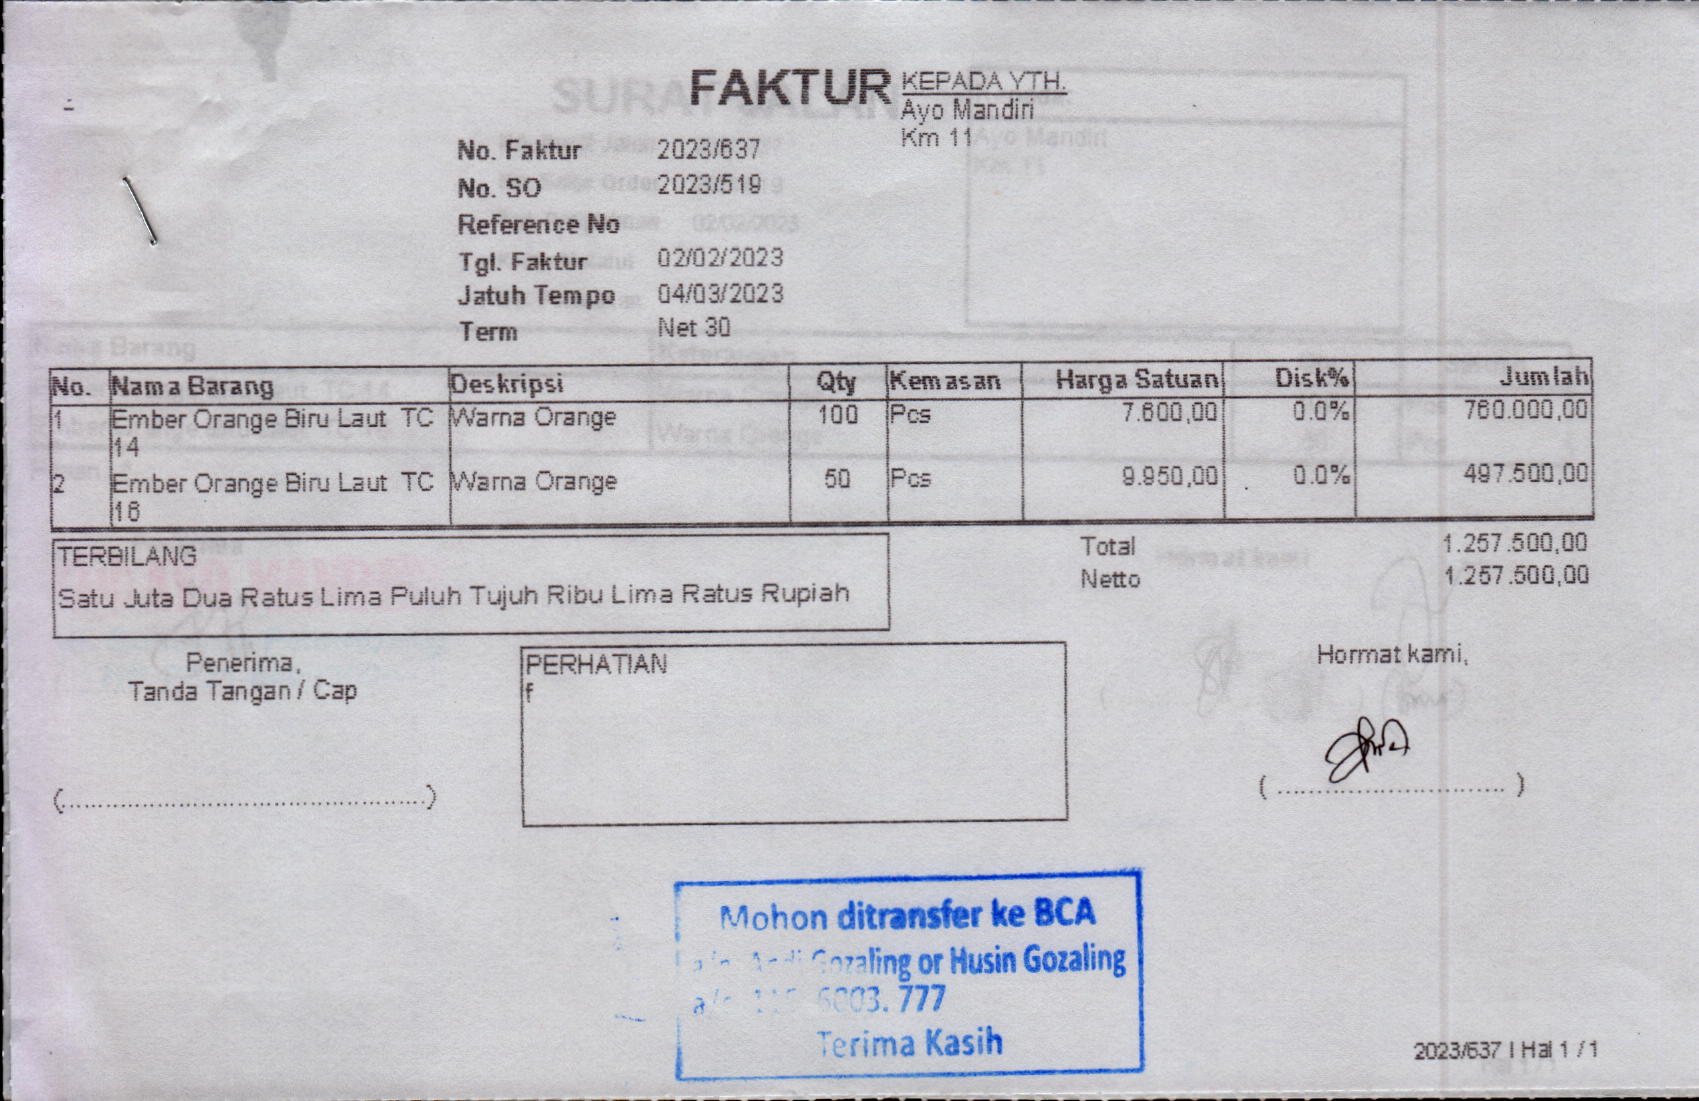 FAKTUR
KEPADA YTH.
Ayo Mandiri
Km 11
No. Faktur 2023/637
No. SO 2023/519
Reference No
Tgl. Faktur 02/02/2023
Jatuh Tempo 04/03/2023
Term Net 30
No. Nama Barang Deskripsi Qty Kemasan Harga Satuan Disk% Jumlah
1 Ember Orange Biru Laut TC Warna Orange 100 Pcs 7.600,00 0.0% 760.000,00
14
2 Ember Orange Biru Laut TC Warna Orange 50 Pcs 9.950,00 0.0% 497.500,00
16
TERBILANG
Satu Juta Dua Ratus Lima Puluh Tujuh Ribu Lima Ratus Rupiah
Total 1.257.500,00
Netto 1.257.500,00
Penerima,
Tanda Tangan / Cap
(...............................................)
PERHATIAN
f
Hormat kami,
( ............................. )
Mohon ditransfer ke BCA
Gozaling or Husin Gozaling
6003. 777
Terima Kasih
2023/637 | Hal 1 / 1